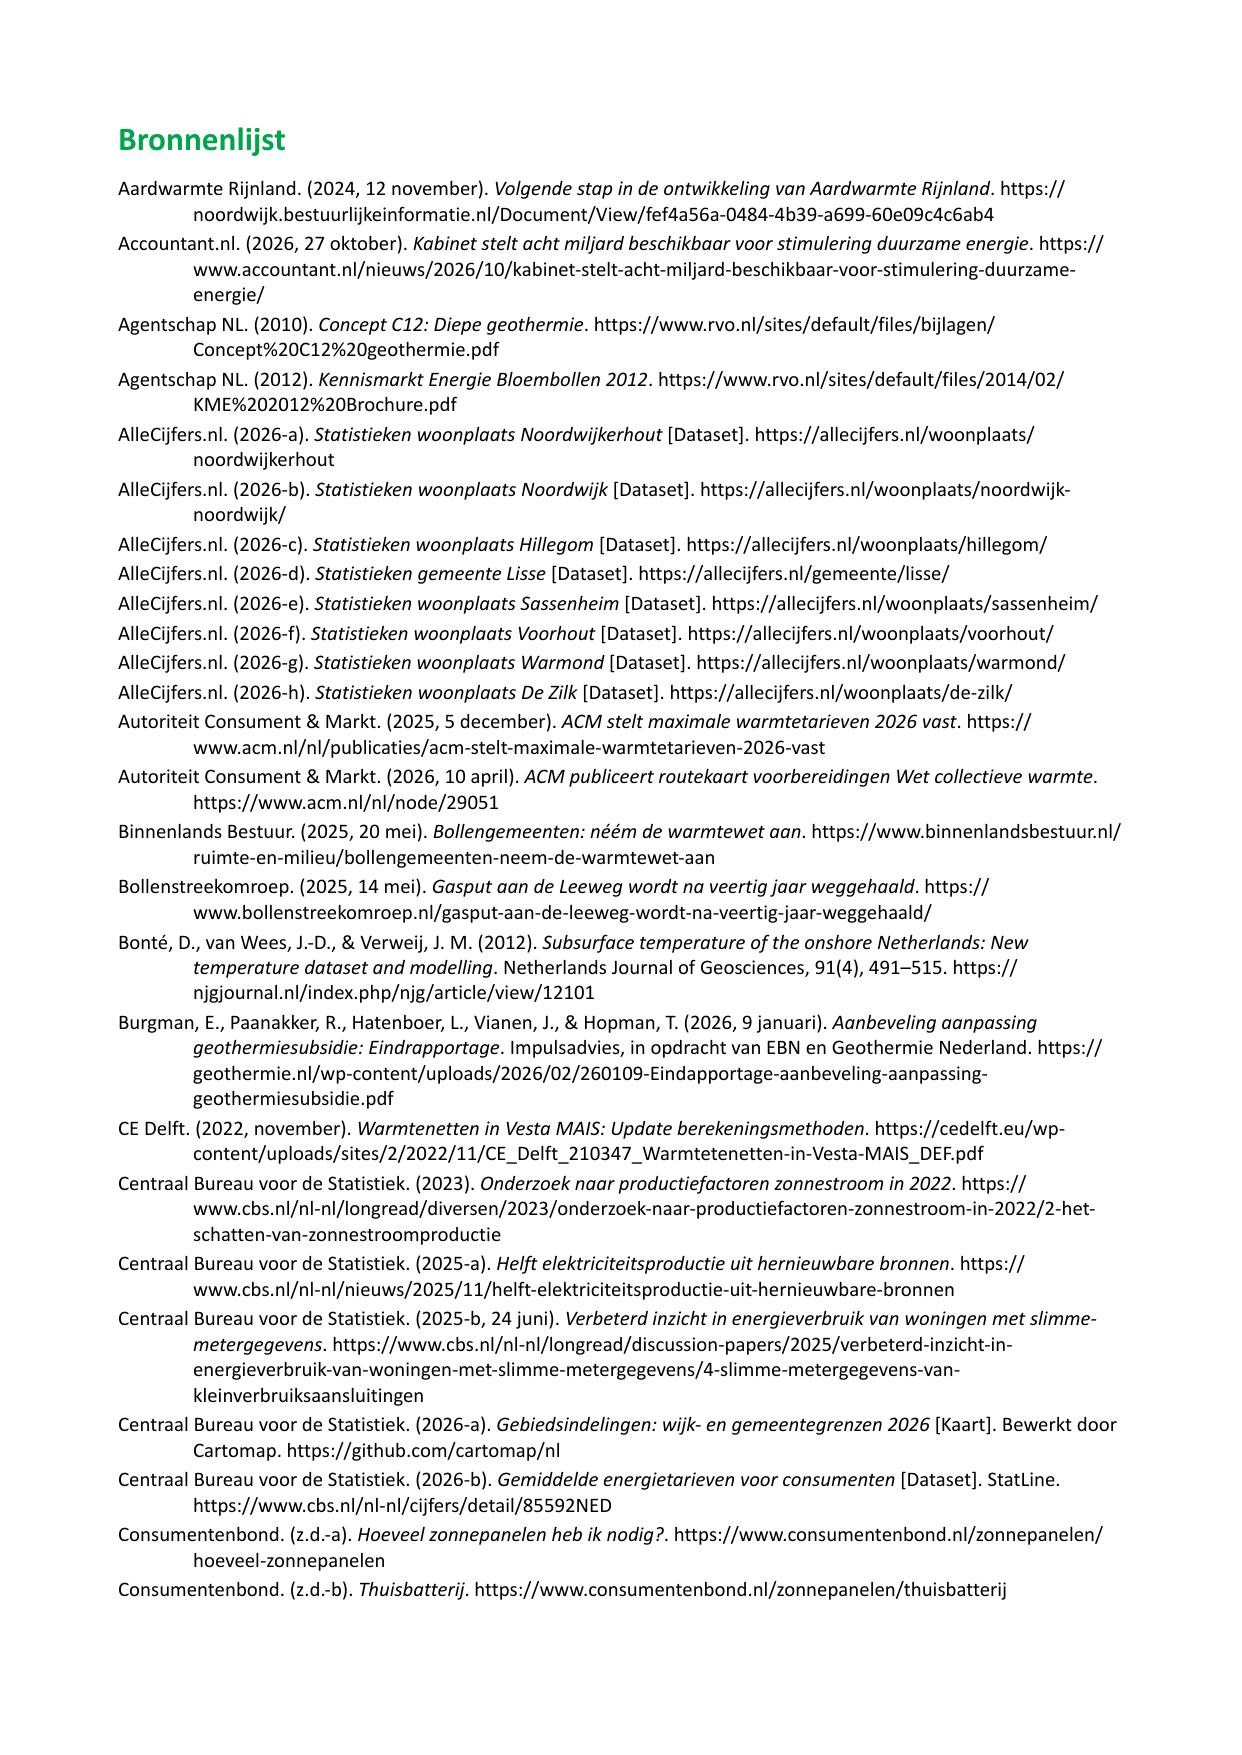 Bronnenlijst
Aardwarmte Rijnland. (2024, 12 november). Volgende stap in de ontwikkeling van Aardwarmte Rijnland. https://
noordwijk.bestuurlijkeinformatie.nl/Document/View/fef4a56a-0484-4b39-a699-60e09c4c6ab4
Accountant.nl. (2026, 27 oktober). Kabinet stelt acht miljard beschikbaar voor stimulering duurzame energie. https://
www.accountant.nl/nieuws/2026/10/kabinet-stelt-acht-miljard-beschikbaar-voor-stimulering-duurzame-
energie/
Agentschap NL. (2010). Concept C12: Diepe geothermie. https://www.rvo.nl/sites/default/files/bijlagen/
Concept%20C12%20geothermie.pdf
Agentschap NL. (2012). Kennismarkt Energie Bloembollen 2012. https://www.rvo.nl/sites/default/files/2014/02/
KME%202012%20Brochure.pdf
AlleCijfers.nl. (2026-a). Statistieken woonplaats Noordwijkerhout [Dataset]. https://allecijfers.nl/woonplaats/
noordwijkerhout
AlleCijfers.nl. (2026-b). Statistieken woonplaats Noordwijk [Dataset]. https://allecijfers.nl/woonplaats/noordwijk-
noordwijk/
AlleCijfers.nl. (2026-c). Statistieken woonplaats Hillegom [Dataset]. https://allecijfers.nl/woonplaats/hillegom/
AlleCijfers.nl. (2026-d). Statistieken gemeente Lisse [Dataset]. https://allecijfers.nl/gemeente/lisse/
AlleCijfers.nl. (2026-e). Statistieken woonplaats Sassenheim [Dataset]. https://allecijfers.nl/woonplaats/sassenheim/
AlleCijfers.nl. (2026-f). Statistieken woonplaats Voorhout [Dataset]. https://allecijfers.nl/woonplaats/voorhout/
AlleCijfers.nl. (2026-g). Statistieken woonplaats Warmond [Dataset]. https://allecijfers.nl/woonplaats/warmond/
AlleCijfers.nl. (2026-h). Statistieken woonplaats De Zilk [Dataset]. https://allecijfers.nl/woonplaats/de-zilk/
Autoriteit Consument & Markt. (2025, 5 december). ACM stelt maximale warmtetarieven 2026 vast. https://
www.acm.nl/nl/publicaties/acm-stelt-maximale-warmtetarieven-2026-vast
Autoriteit Consument & Markt. (2026, 10 april). ACM publiceert routekaart voorbereidingen Wet collectieve warmte.
https://www.acm.nl/nl/node/29051
Binnenlands Bestuur. (2025, 20 mei). Bollengemeenten: néém de warmtewet aan. https://www.binnenlandsbestuur.nl/
ruimte-en-milieu/bollengemeenten-neem-de-warmtewet-aan
Bollenstreekomroep. (2025, 14 mei). Gasput aan de Leeweg wordt na veertig jaar weggehaald. https://
www.bollenstreekomroep.nl/gasput-aan-de-leeweg-wordt-na-veertig-jaar-weggehaald/
Bonté, D., van Wees, J.-D., & Verweij, J. M. (2012). Subsurface temperature of the onshore Netherlands: New
temperature dataset and modelling. Netherlands Journal of Geosciences, 91(4), 491–515. https://
njgjournal.nl/index.php/njg/article/view/12101
Burgman, E., Paanakker, R., Hatenboer, L., Vianen, J., & Hopman, T. (2026, 9 januari). Aanbeveling aanpassing
geothermiesubsidie: Eindrapportage. Impulsadvies, in opdracht van EBN en Geothermie Nederland. https://
geothermie.nl/wp-content/uploads/2026/02/260109-Eindapportage-aanbeveling-aanpassing-
geothermiesubsidie.pdf
CE Delft. (2022, november). Warmtenetten in Vesta MAIS: Update berekeningsmethoden. https://cedelft.eu/wp-
content/uploads/sites/2/2022/11/CE_Delft_210347_Warmtetenetten-in-Vesta-MAIS_DEF.pdf
Centraal Bureau voor de Statistiek. (2023). Onderzoek naar productiefactoren zonnestroom in 2022. https://
www.cbs.nl/nl-nl/longread/diversen/2023/onderzoek-naar-productiefactoren-zonnestroom-in-2022/2-het-
schatten-van-zonnestroomproductie
Centraal Bureau voor de Statistiek. (2025-a). Helft elektriciteitsproductie uit hernieuwbare bronnen. https://
www.cbs.nl/nl-nl/nieuws/2025/11/helft-elektriciteitsproductie-uit-hernieuwbare-bronnen
Centraal Bureau voor de Statistiek. (2025-b, 24 juni). Verbeterd inzicht in energieverbruik van woningen met slimme-
metergegevens. https://www.cbs.nl/nl-nl/longread/discussion-papers/2025/verbeterd-inzicht-in-
energieverbruik-van-woningen-met-slimme-metergegevens/4-slimme-metergegevens-van-
kleinverbruiksaansluitingen
Centraal Bureau voor de Statistiek. (2026-a). Gebiedsindelingen: wijk- en gemeentegrenzen 2026 [Kaart]. Bewerkt door
Cartomap. https://github.com/cartomap/nl
Centraal Bureau voor de Statistiek. (2026-b). Gemiddelde energietarieven voor consumenten [Dataset]. StatLine.
https://www.cbs.nl/nl-nl/cijfers/detail/85592NED
Consumentenbond. (z.d.-a). Hoeveel zonnepanelen heb ik nodig?. https://www.consumentenbond.nl/zonnepanelen/
hoeveel-zonnepanelen
Consumentenbond. (z.d.-b). Thuisbatterij. https://www.consumentenbond.nl/zonnepanelen/thuisbatterij